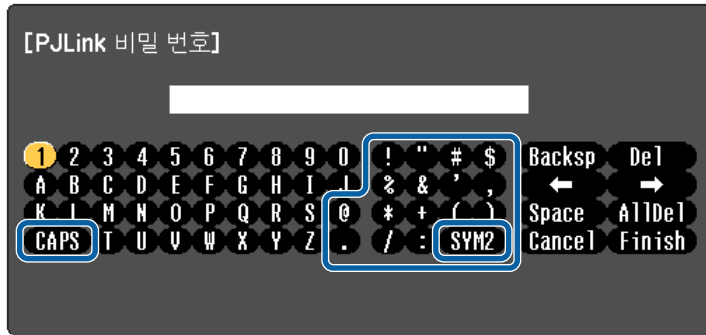 [PJLink 비밀 번호]
1 2 3 4 5 6 7 8 9 0 ! " # $ Backsp Del
A B C D E F G H I J % & ' , ← →
K L M N O P Q R S @ * + ( ) Space AllDel
CAPS T U V W X Y Z . / : SYM2 Cancel Finish